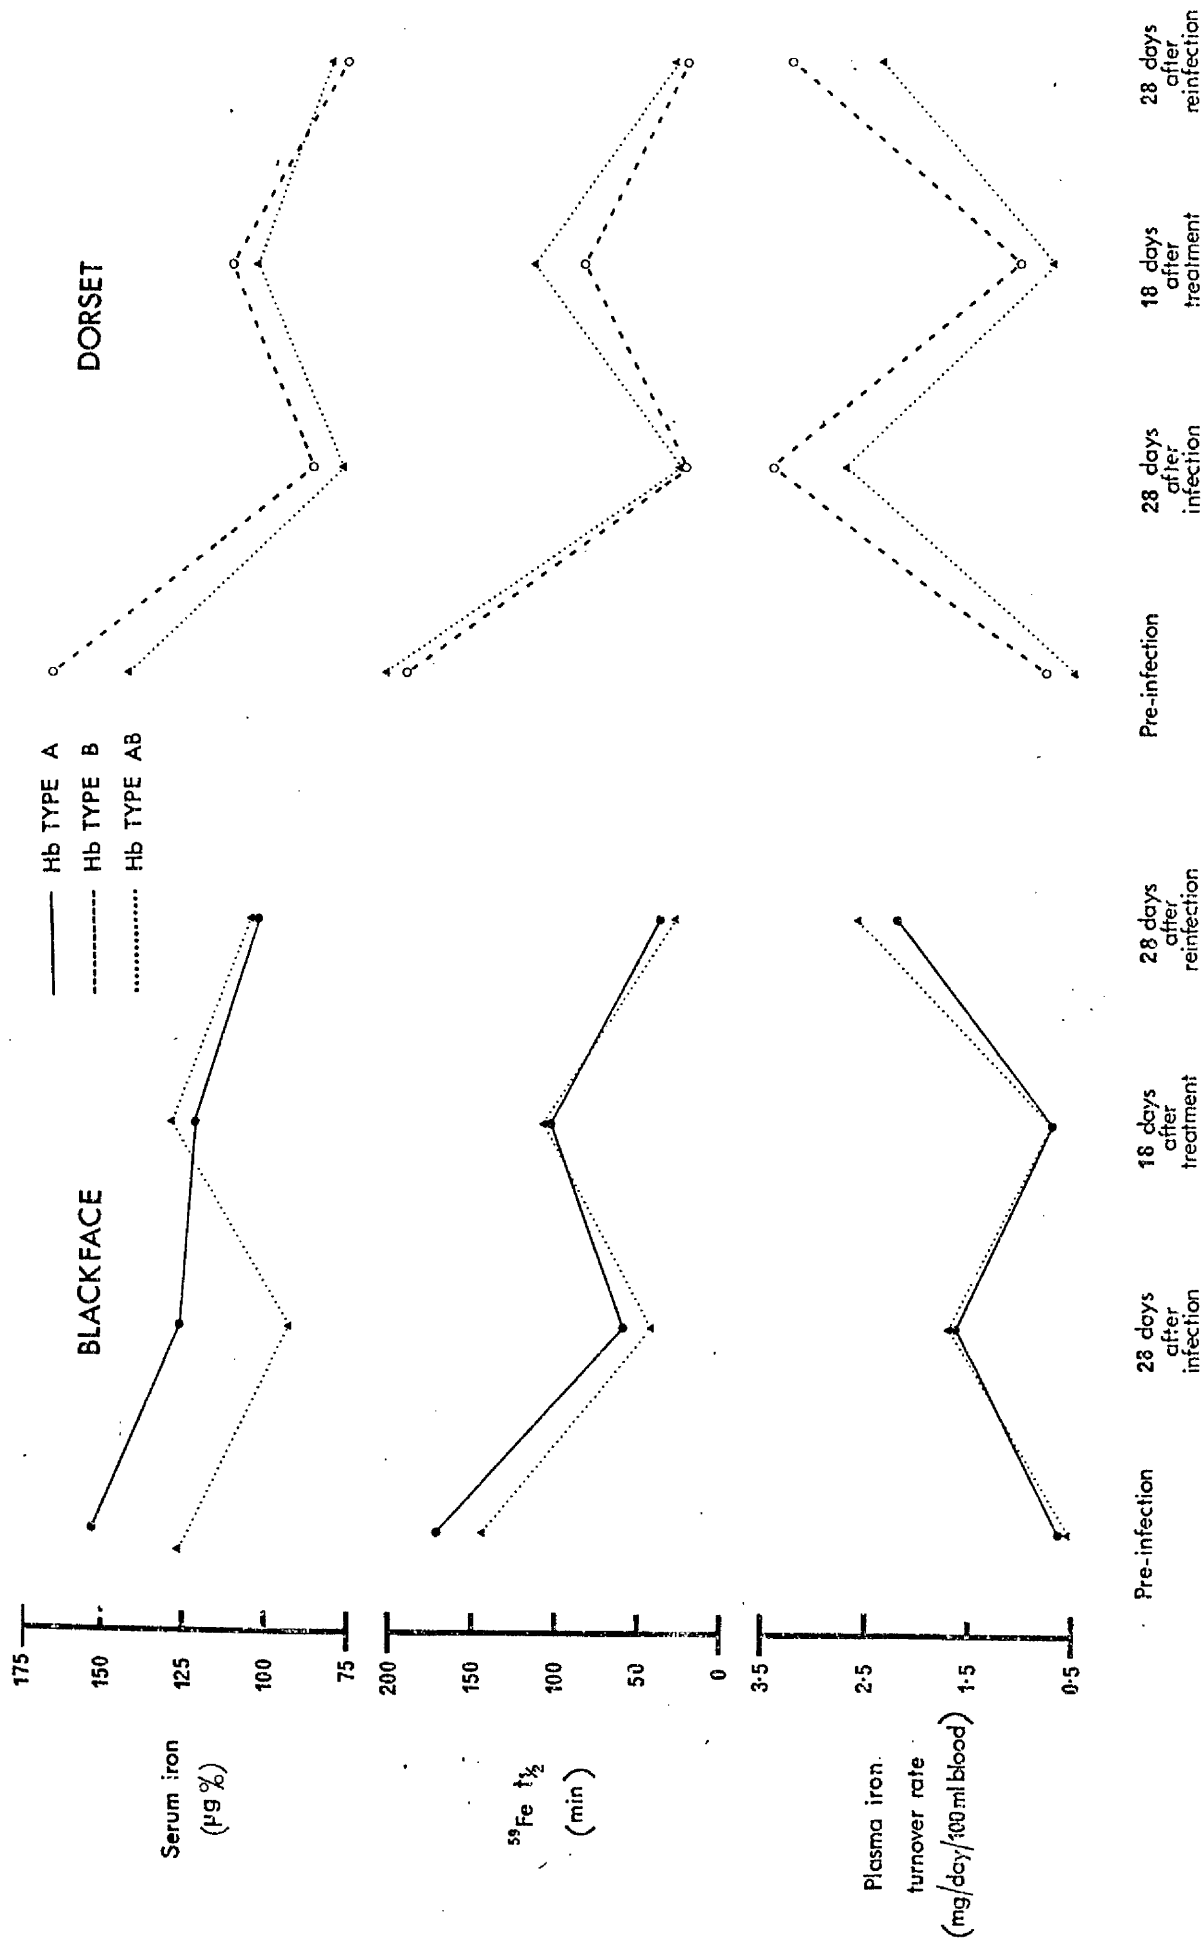 BLACKFACE
DORSET
Hb TYPE A
Hb TYPE B
Hb TYPE AB
Serum iron
(µg %)
175
150
125
100
75
⁵⁹Fe t½
(min)
200
150
100
50
0
Plasma iron
turnover rate
(mg/day/100ml blood)
3·5
2·5
1·5
0·5
Pre-infection
28 days
after
infection
18 days
after
treatment
28 days
after
reinfection
Pre-infection
28 days
after
infection
18 days
after
treatment
28 days
after
reinfection